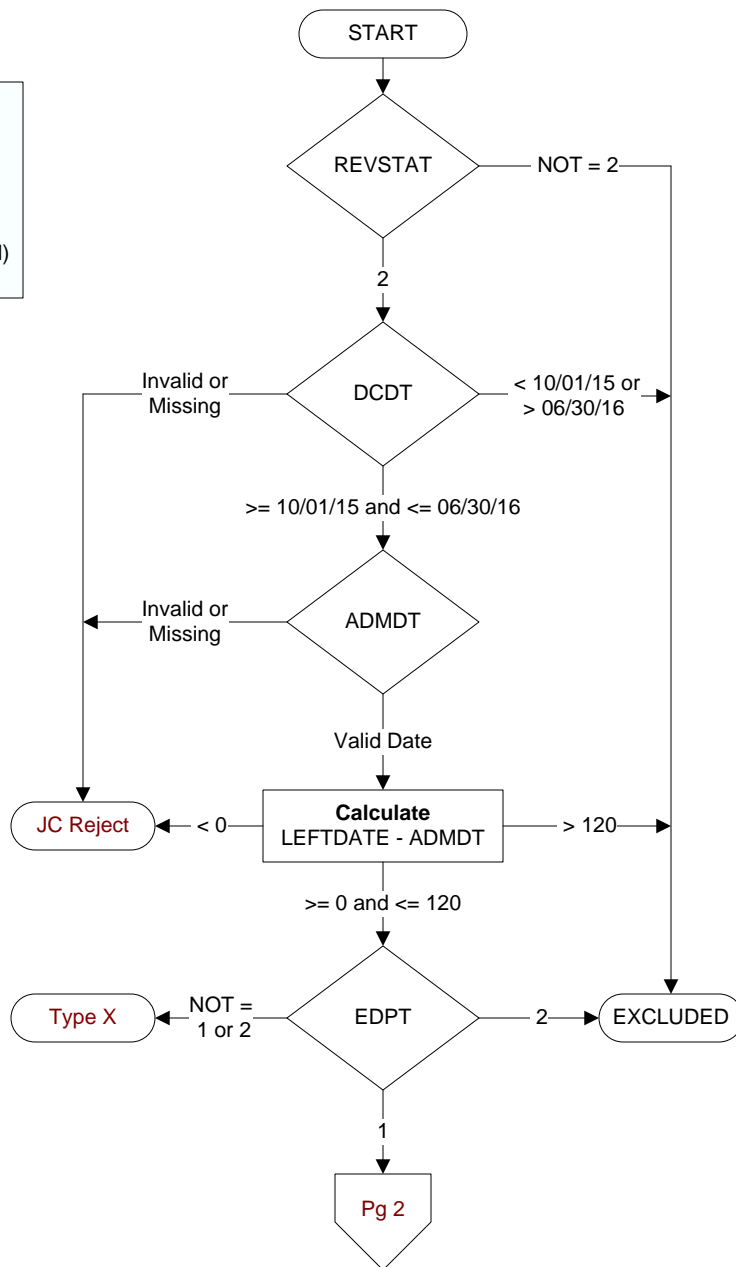 START
REVSTAT
NOT = 2
2
Invalid or
Missing
DCDT
< 10/01/15 or
> 06/30/16
>= 10/01/15 and <= 06/30/16
Invalid or
Missing
ADMDT
Valid Date
JC Reject
< 0
Calculate
LEFTDATE - ADMDT
> 120
>= 0 and <= 120
Type X
NOT =
1 or 2
EDPT
2
EXCLUDED
1
Pg 2